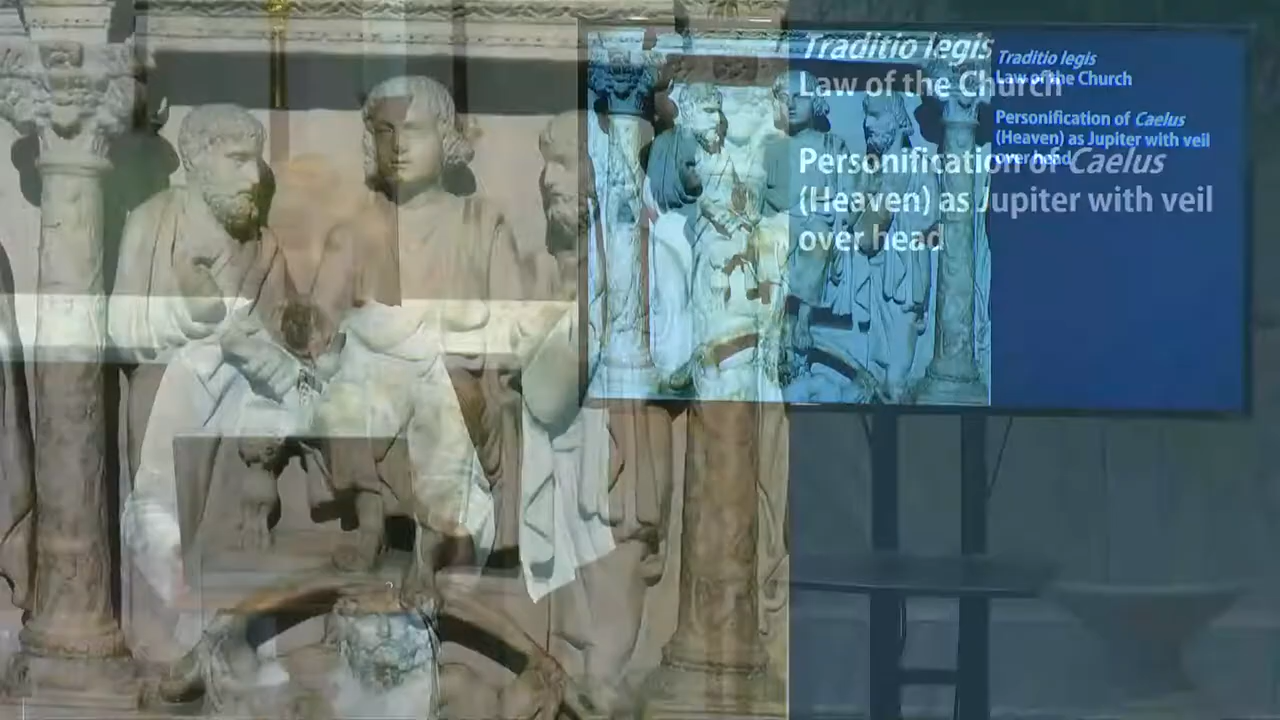 Traditio legis
Law of the Church
Personification of Caelus
(Heaven) as Jupiter with veil
over head
Traditio legis
Law of the Church
Personification of Caelus
(Heaven) as Jupiter with veil
over head